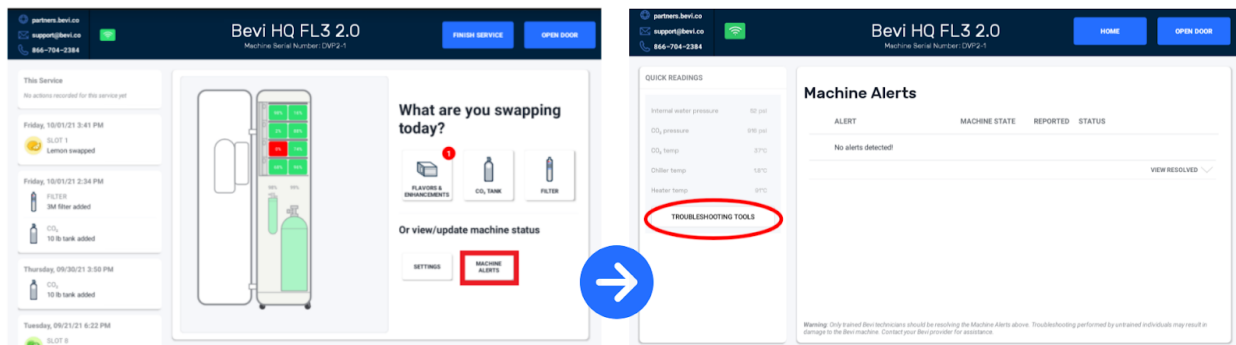 partners.bevi.co
support@bevi.co
866-704-2384
Bevi HQ FL3 2.0
Machine Serial Number: DVP2-1
FINISH SERVICE
OPEN DOOR
This Service
No actions recorded for this service yet
Friday, 10/01/21 3:41 PM
SLOT 1
Lemon swapped
Friday, 10/01/21 2:34 PM
FILTER
3M filter added
CO₂
10 lb tank added
Thursday, 09/30/21 3:50 PM
CO₂
10 lb tank added
Tuesday, 09/21/21 6:22 PM
SLOT 8
What are you swapping
today?
1
FLAVORS &
ENHANCEMENTS
CO₂ TANK
FILTER
Or view/update machine status
SETTINGS
MACHINE
ALERTS
partners.bevi.co
support@bevi.co
866-704-2384
Bevi HQ FL3 2.0
Machine Serial Number: DVP2-1
HOME
OPEN DOOR
QUICK READINGS
Internal water pressure
CO₂ pressure
CO₂ temp
Chiller temp
Heater temp
TROUBLESHOOTING TOOLS
Machine Alerts
ALERT MACHINE STATE REPORTED STATUS
No alerts detected!
VIEW RESOLVED
Warning: Only trained Bevi technicians should be resolving the Machine Alerts above. Troubleshooting performed by untrained individuals may result in
damage to the Bevi machine. Contact your Bevi provider for assistance.